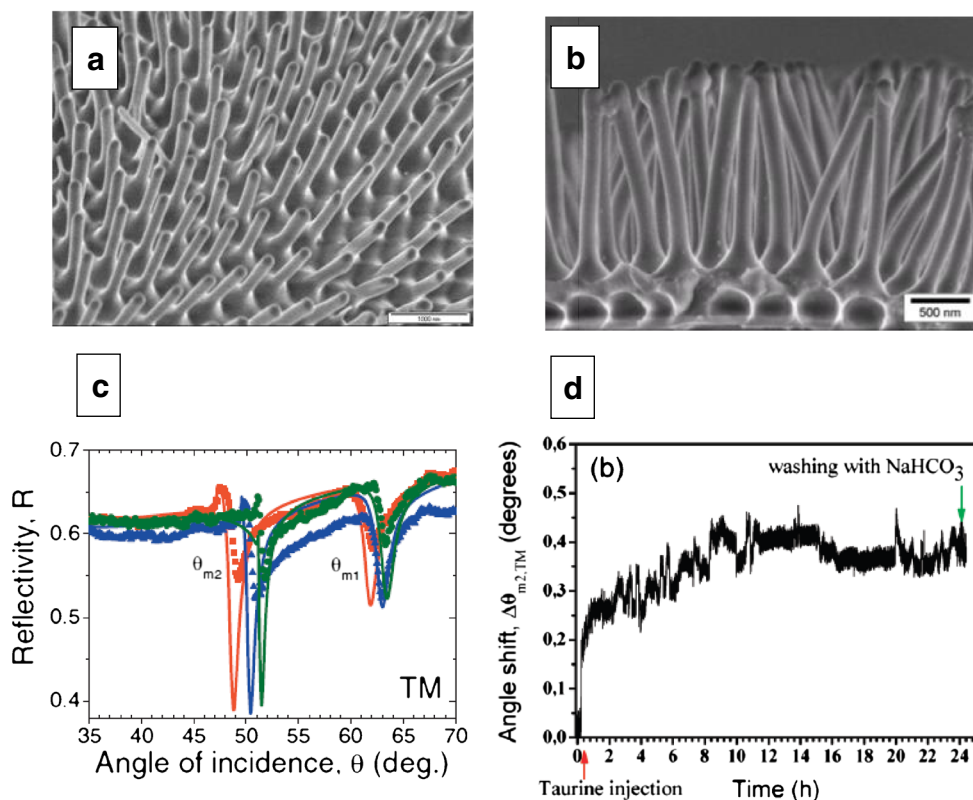 a
1000 nm
b
500 nm
c
0.7
0.6
0.5
0.4
Reflectivity, R
θm2
θm1
TM
35 40 45 50 55 60 65 70
Angle of incidence, θ (deg.)
d
(b)
washing with NaHCO3
0,6
0,5
0,4
0,3
0,2
0,1
0,0
Angle shift, Δθm2,TM (degrees)
0 2 4 6 8 10 12 14 16 18 20 22 24
Taurine injection
Time (h)